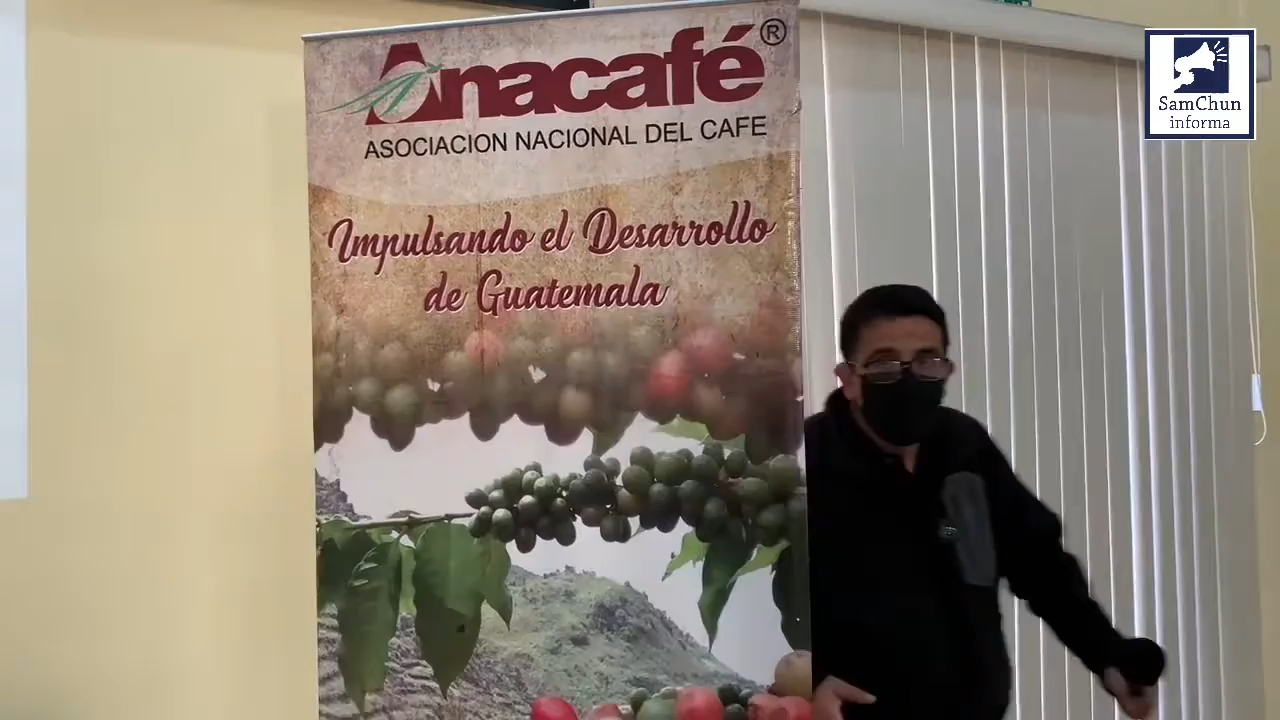 Anacafé®
ASOCIACION NACIONAL DEL CAFE
Impulsando el Desarrollo
de Guatemala
SamChun
informa